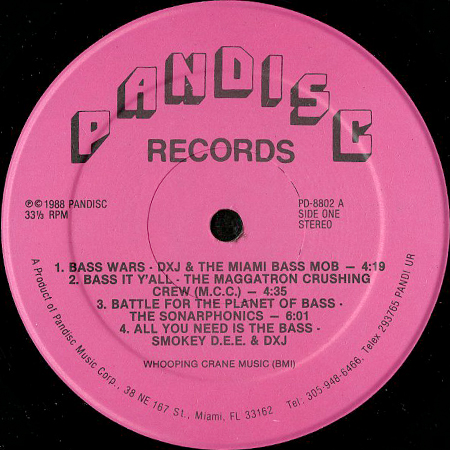 PANDISC
RECORDS
℗© 1988 PANDISC
33⅓ RPM
PD-8802 A
SIDE ONE
STEREO
1. BASS WARS - DXJ & THE MIAMI BASS MOB — 4:19
2. BASS IT Y'ALL - THE MAGGATRON CRUSHING
CREW (M.C.C.) — 4:35
3. BATTLE FOR THE PLANET OF BASS -
THE SONARPHONICS — 6:01
4. ALL YOU NEED IS THE BASS -
SMOKEY D.E.E. & DXJ
WHOOPING CRANE MUSIC (BMI)
A Product of Pandisc Music Corp., 38 NE 167 St., Miami, FL 33162 Tel: 305-948-6466, Telex 293765 PANDI UR